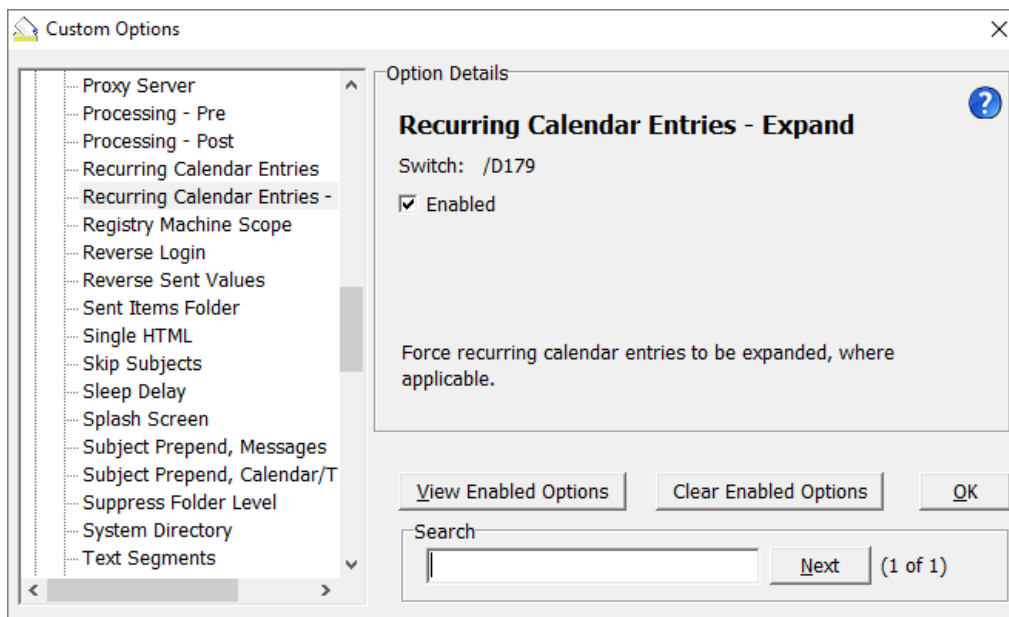 Custom Options
Proxy Server
Processing - Pre
Processing - Post
Recurring Calendar Entries
Recurring Calendar Entries -
Registry Machine Scope
Reverse Login
Reverse Sent Values
Sent Items Folder
Single HTML
Skip Subjects
Sleep Delay
Splash Screen
Subject Prepend, Messages
Subject Prepend, Calendar/T
Suppress Folder Level
System Directory
Text Segments
Option Details
?
Recurring Calendar Entries - Expand
Switch: /D179
Enabled
Force recurring calendar entries to be expanded, where
applicable.
View Enabled Options
Clear Enabled Options
OK
Search
Next
(1 of 1)